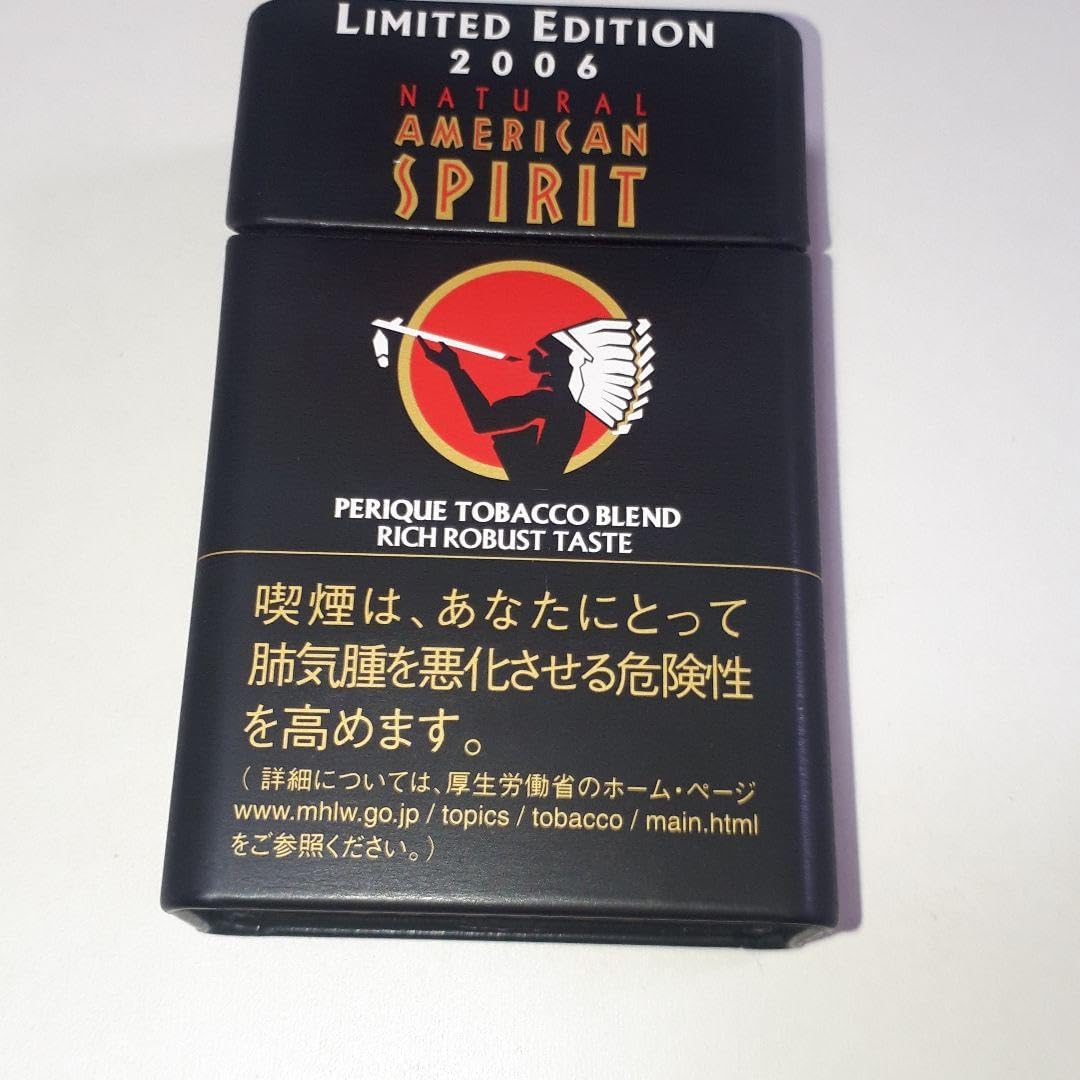 LIMITED EDITION
2006
NATURAL
AMERICAN
SPIRIT
PERIQUE TOBACCO BLEND
RICH ROBUST TASTE
喫煙は、あなたにとって
肺気腫を悪化させる危険性
を高めます。
（詳細については、厚生労働省のホーム・ページ
www.mhlw.go.jp / topics / tobacco / main.html
をご参照ください。）